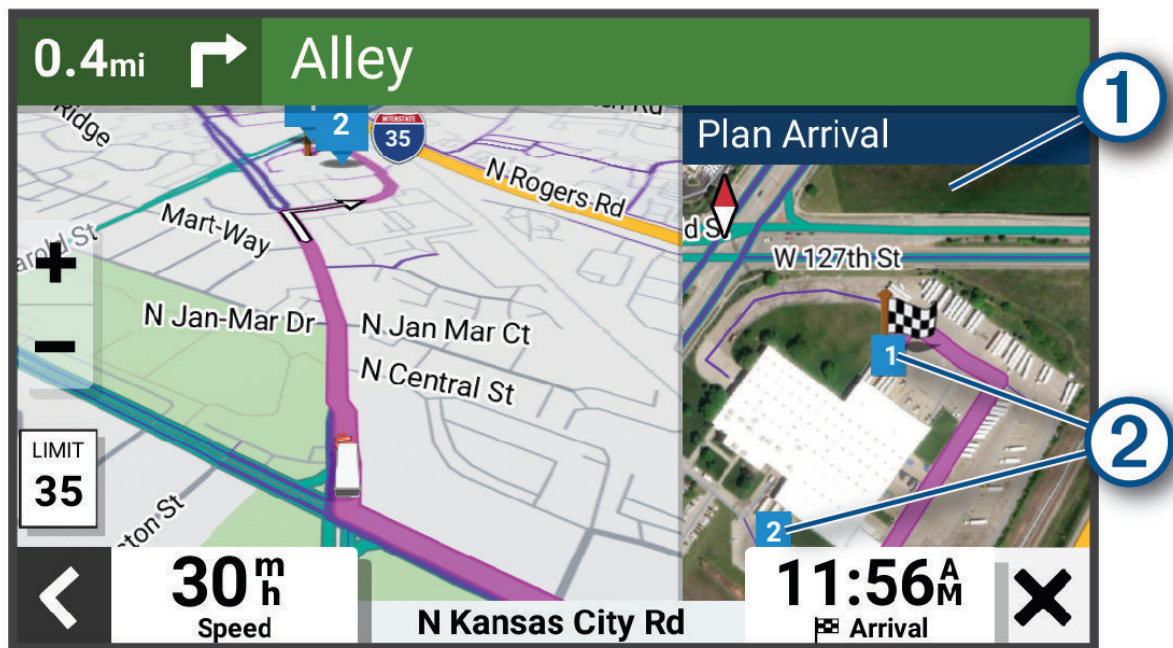 0.4mi
Alley
1
Ridge
2
INTERSTATE
35
Rd
Plan Arrival
N Rogers Rd
Mart-Way
St
W 127th St
N Jan-Mar Dr
N Jan Mar Ct
1
N Central St
+
−
2
LIMIT
35
2
St
30 mh
Speed
N Kansas City Rd
11:56 AM
Arrival